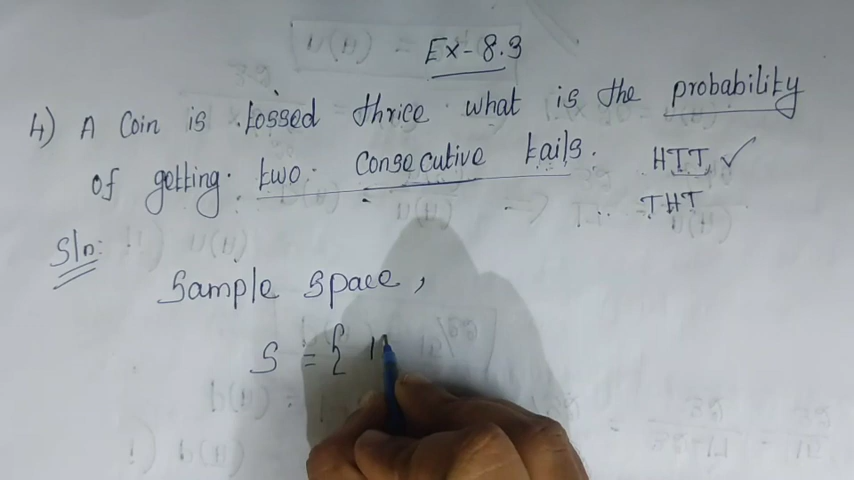 Ex-8.3
4) A Coin is tossed thrice what is the probability
of getting two consecutive tails. HTT ✓
THT
Sln:
Sample space,
S = {